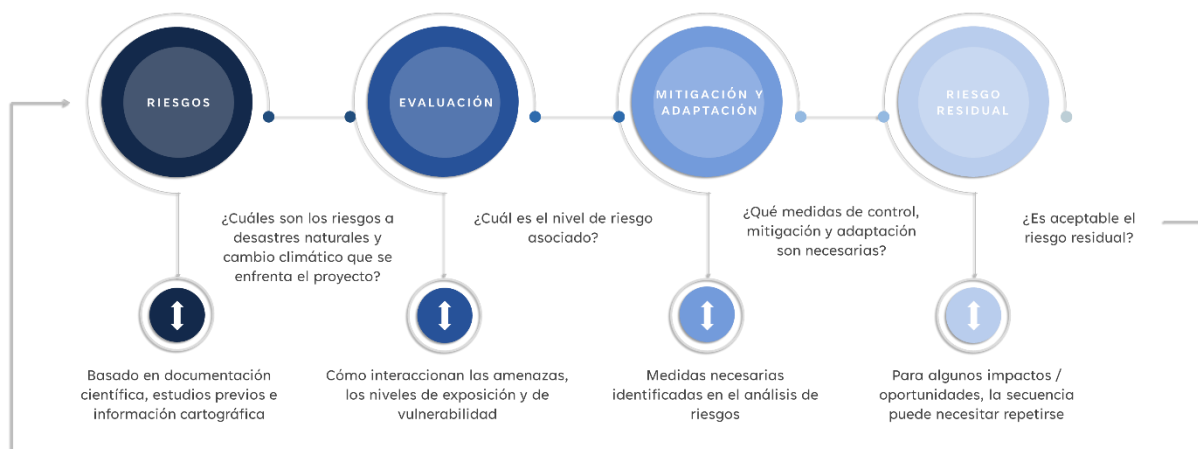 RIESGOS
EVALUACIÓN
MITIGACIÓN Y
ADAPTACIÓN
RIESGO
RESIDUAL
¿Cuáles son los riesgos a
desastres naturales y
cambio climático que se
enfrenta el proyecto?
¿Cuál es el nivel de riesgo
asociado?
¿Qué medidas de control,
mitigación y adaptación
son necesarias?
¿Es aceptable el
riesgo residual?
Basado en documentación
científica, estudios previos e
información cartográfica
Cómo interaccionan las amenazas,
los niveles de exposición y de
vulnerabilidad
Medidas necesarias
identificadas en el análisis de
riesgos
Para algunos impactos /
oportunidades, la secuencia
puede necesitar repetirse